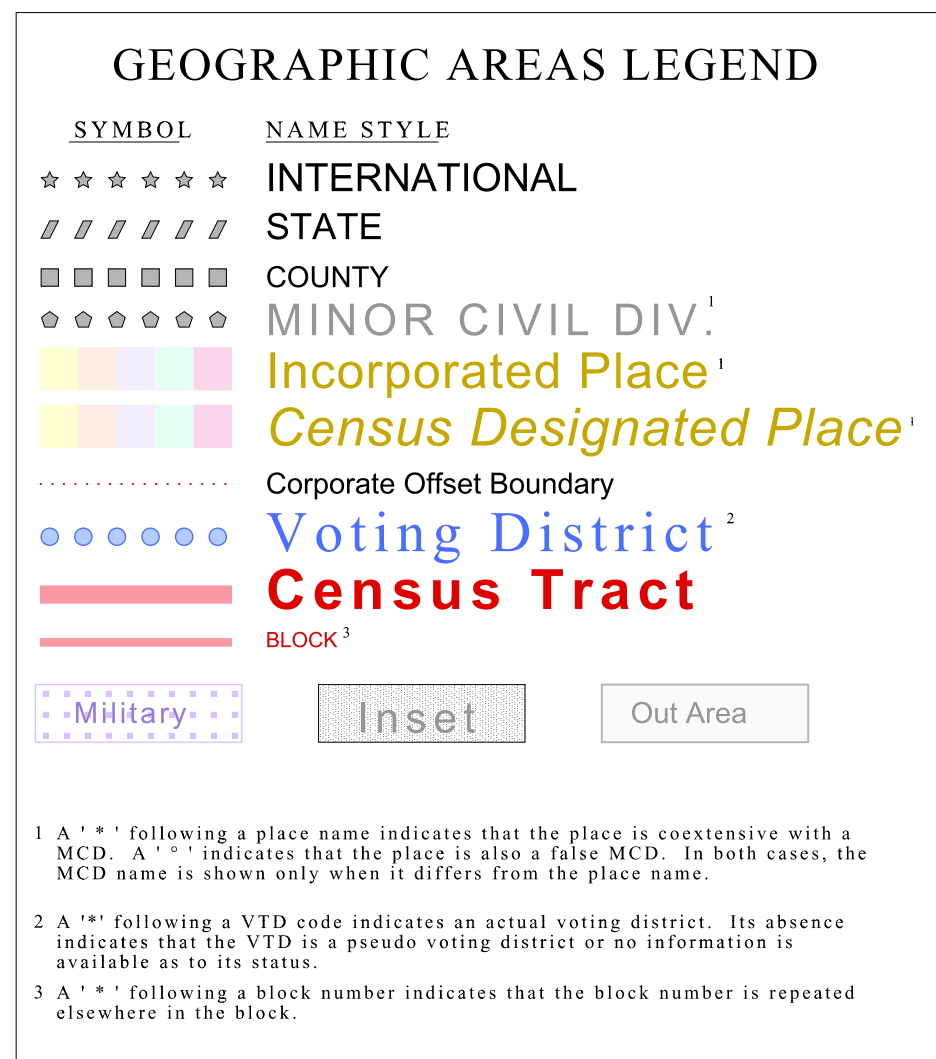 GEOGRAPHIC AREAS LEGEND
SYMBOL NAME STYLE
INTERNATIONAL
STATE
COUNTY
MINOR CIVIL DIV. 1
Incorporated Place 1
Census Designated Place 1
Corporate Offset Boundary
Voting District 2
Census Tract
BLOCK 3
Military Inset Out Area
1 A ' * ' following a place name indicates that the place is coextensive with a
MCD. A ' ° ' indicates that the place is also a false MCD. In both cases, the
MCD name is shown only when it differs from the place name.
2 A '*' following a VTD code indicates an actual voting district. Its absence
indicates that the VTD is a pseudo voting district or no information is
available as to its status.
3 A ' * ' following a block number indicates that the block number is repeated
elsewhere in the block.